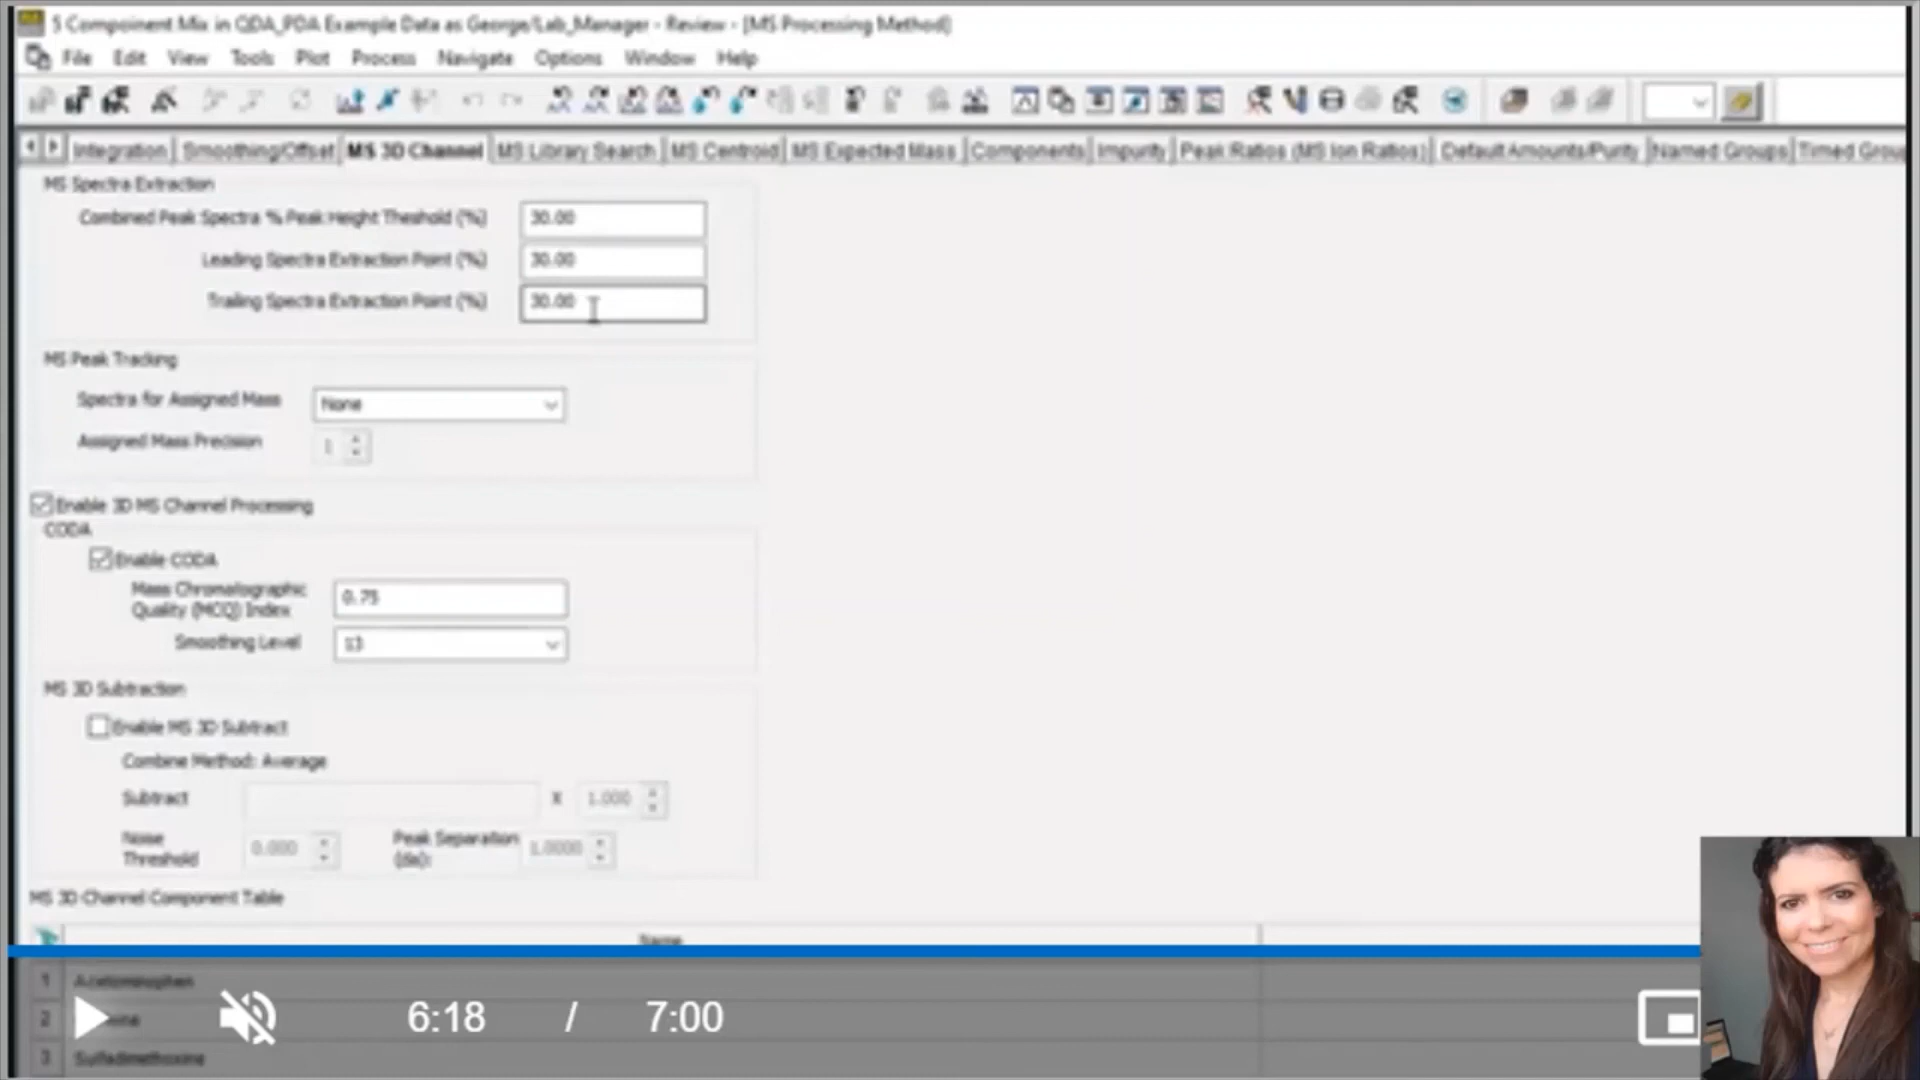 5 Compoinent Mix in QDA_PDA Example Data as George/Lab_Manager - Review - [MS Processing Method]
File Edit View Tools Plot Process Navigate Options Window Help
Integration Smoothing/Offset MS 3D Channel MS Library Search MS Centroid MS Expected Mass Components Impurity Peak Ratios (MS Ion Ratios) Default Amounts/Purity Named Groups Timed Grou
MS Spectra Extraction
Combined Peak Spectra % Peak Height Threshold (%) 30.00
Leading Spectra Extraction Point (%) 30.00
Trailing Spectra Extraction Point (%) 30.00
MS Peak Tracking
Spectra for Assigned Mass None
Assigned Mass Precision 1
Enable 3D MS Channel Processing
CODA
Enable CODA
Mass Chromatographic
Quality (MCQ) Index 0.75
Smoothing Level 13
MS 3D Subtraction
Enable MS 3D Subtract
Combine Method: Average
Subtract X 1.000
Noise
Threshold 0.000
Peak Separation
(da): 1.0000
MS 3D Channel Component Table
Name
1 Acetominophen
2
3 Sulfadimethoxine
6:18 / 7:00